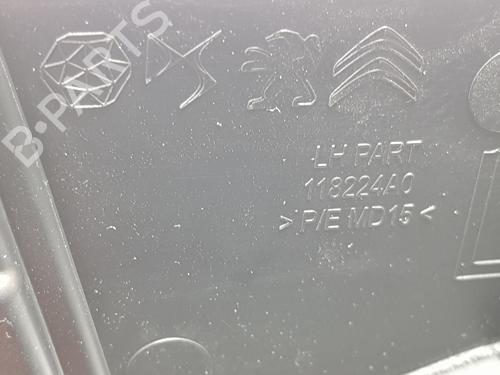 B-PARTS
LH PART
118224A0
> P/E MD15 <